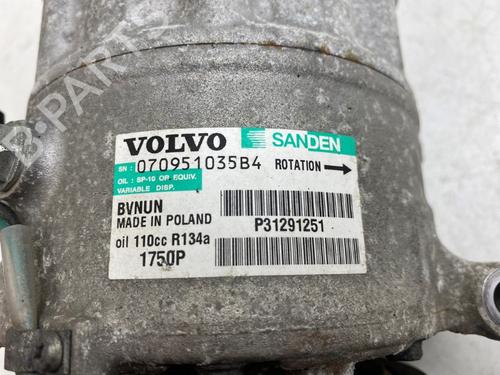 VOLVO SANDEN
SN: 070951035B4 ROTATION →
OIL: SP-10 OR EQUIV.
VARIABLE DISP.
BVNUN
MADE IN POLAND
P31291251
oil 110cc R134a
1750P
B-PARTS